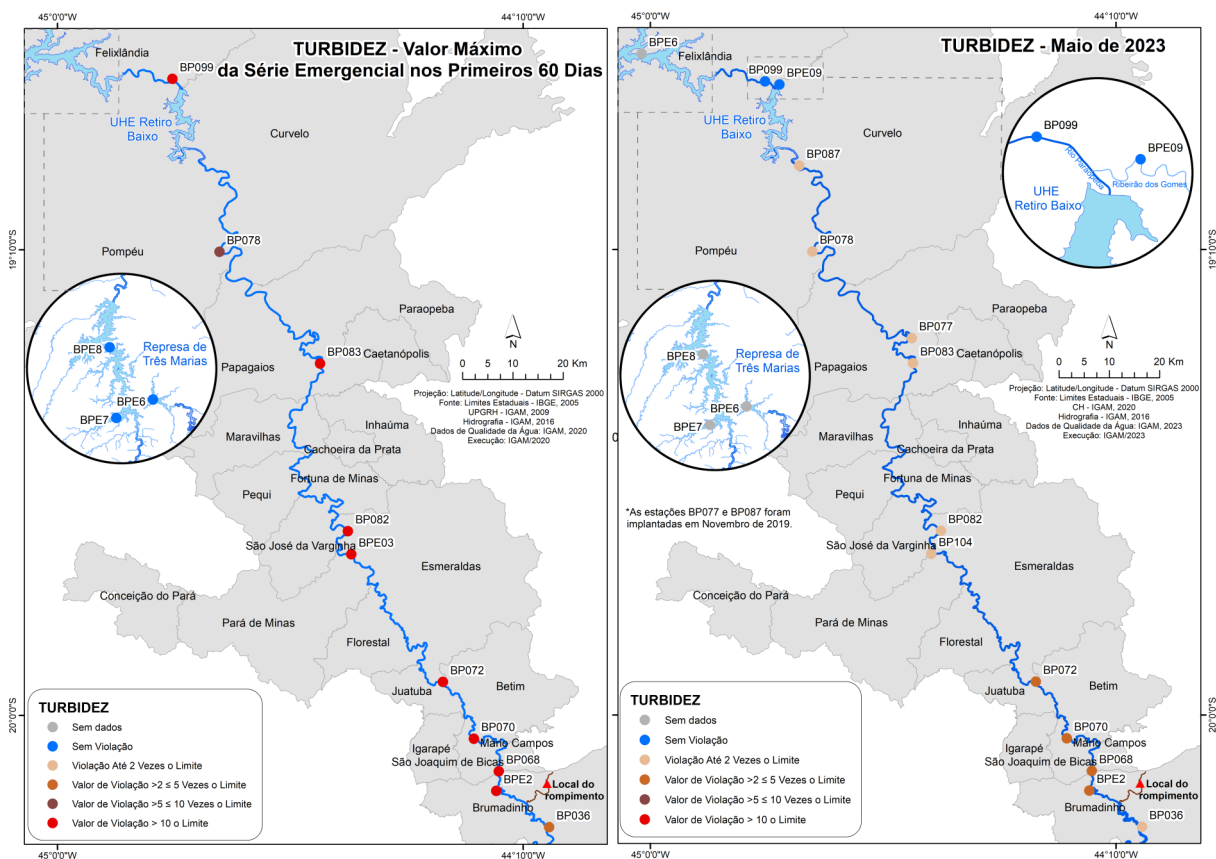 45°0'0"O
44°10'0"O
TURBIDEZ - Valor Máximo
da Série Emergencial nos Primeiros 60 Dias
Felixlândia
BP099
UHE Retiro
Baixo
Curvelo
19°10'0"S
Pompéu
BP078
Paraopeba
BP083
Caetanópolis
Papagaios
BPE8
Represa de
Três Marias
BPE6
BPE7
N
0 5 10 20 Km
Projeção: Latitude/Longitude - Datum SIRGAS 2000
Fonte: Limites Estaduais - IBGE, 2005
UPGRH - IGAM, 2009
Hidrografia - IGAM, 2016
Dados de Qualidade da Água: IGAM, 2020
Execução: IGAM/2020
Inhaúma
Maravilhas
Cachoeira da Prata
Fortuna de Minas
Pequi
BP082
São José da Varginha
BPE03
Esmeraldas
Conceição do Pará
Pará de Minas
Florestal
BP072
Juatuba
Betim
20°0'0"S
BP070
Igarapé
Mário Campos
São Joaquim de Bicas
BP068
BPE2
Local do
rompimento
Brumadinho
BP036
TURBIDEZ
Sem dados
Sem Violação
Violação Até 2 Vezes o Limite
Valor de Violação >2 ≤ 5 Vezes o Limite
Valor de Violação >5 ≤ 10 Vezes o Limite
Valor de Violação > 10 o Limite
45°0'0"O
44°10'0"O
45°0'0"O
44°10'0"O
TURBIDEZ - Maio de 2023
BPE6
Felixlândia
BP099
BPE09
UHE Retiro
Baixo
Curvelo
BP087
BP099
BPE09
Rio Paraopeba
Ribeirão dos Gomes
UHE
Retiro Baixo
19°10'0"S
Pompéu
BP078
Paraopeba
BP077
BP083
Caetanópolis
Papagaios
BPE8
Represa de
Três Marias
BPE6
BPE7
N
0 5 10 20 Km
Projeção: Latitude/Longitude - Datum SIRGAS 2000
Fonte: Limites Estaduais - IBGE, 2005
CH - IGAM, 2020
Hidrografia - IGAM, 2016
Dados de Qualidade da Água: IGAM, 2023
Execução: IGAM/2023
Inhaúma
Maravilhas
Cachoeira da Prata
Fortuna de Minas
Pequi
*As estações BP077 e BP087 foram
implantadas em Novembro de 2019.
BP082
São José da Varginha
BP104
Esmeraldas
Conceição do Pará
Pará de Minas
Florestal
BP072
Juatuba
Betim
20°0'0"S
BP070
Igarapé
Mário Campos
São Joaquim de Bicas
BP068
BPE2
Local do
rompimento
Brumadinho
BP036
TURBIDEZ
Sem dados
Sem Violação
Violação Até 2 Vezes o Limite
Valor de Violação >2 ≤ 5 Vezes o Limite
Valor de Violação >5 ≤ 10 Vezes o Limite
Valor de Violação > 10 o Limite
45°0'0"O
44°10'0"O